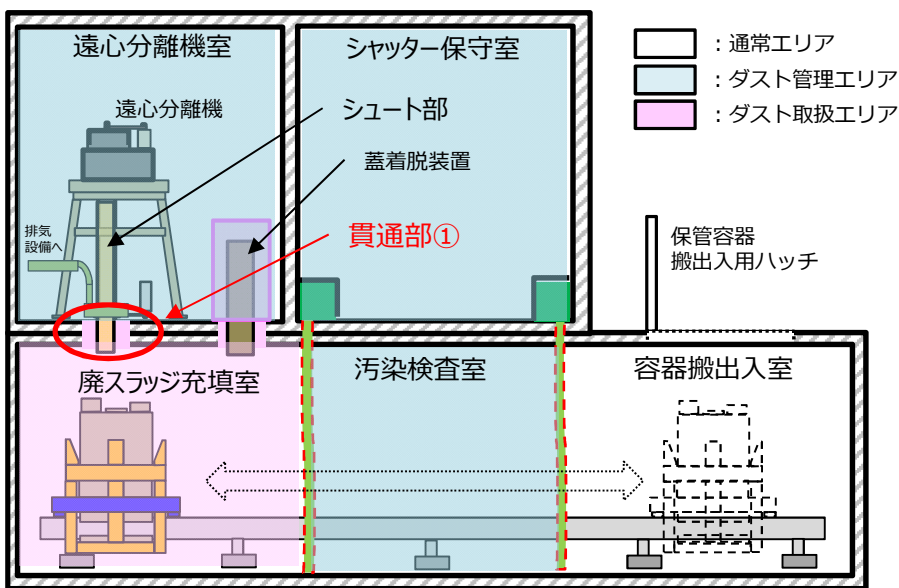 遠心分離機室
シャッター保守室
：通常エリア
：ダスト管理エリア
：ダスト取扱エリア
遠心分離機
シュート部
蓋着脱装置
排気
設備へ
貫通部①
保管容器
搬出入用ハッチ
廃スラッジ充填室
汚染検査室
容器搬出入室